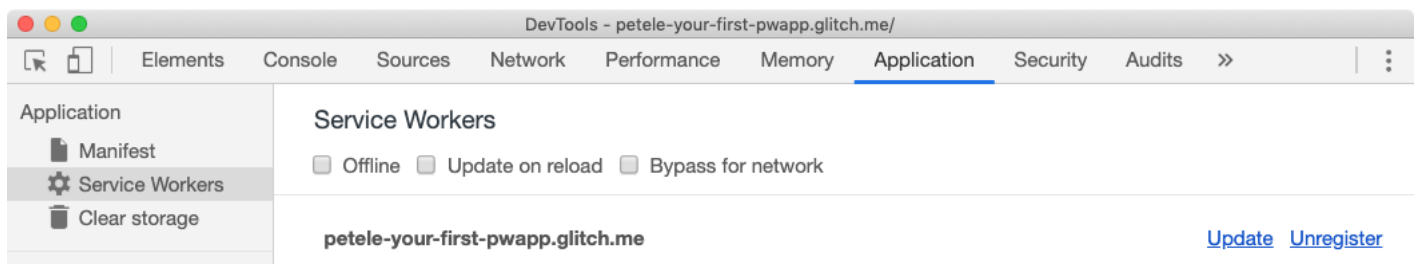 DevTools - petele-your-first-pwapp.glitch.me/
Elements Console Sources Network Performance Memory Application Security Audits »
Application
Manifest
Service Workers
Clear storage
Service Workers
Offline Update on reload Bypass for network
petele-your-first-pwapp.glitch.me Update Unregister